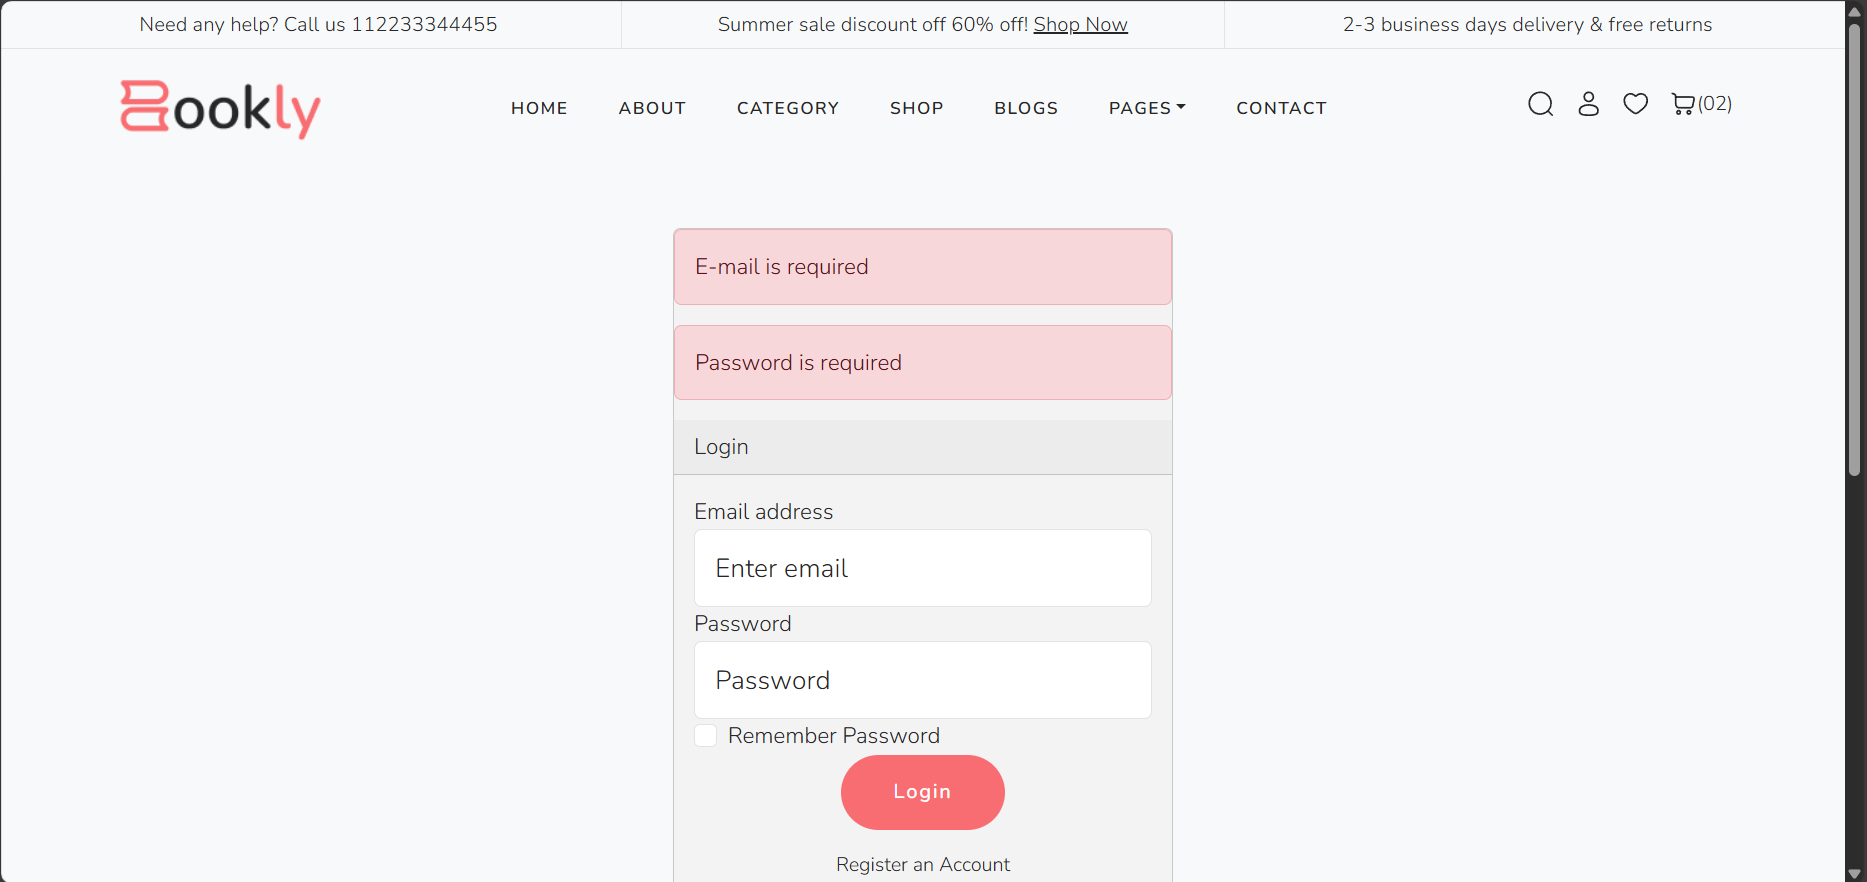 Need any help? Call us 112233344455
Summer sale discount off 60% off! Shop Now
2-3 business days delivery & free returns
Bookly
HOME ABOUT CATEGORY SHOP BLOGS PAGES CONTACT
(02)
E-mail is required
Password is required
Login
Email address
Enter email
Password
Password
Remember Password
Login
Register an Account